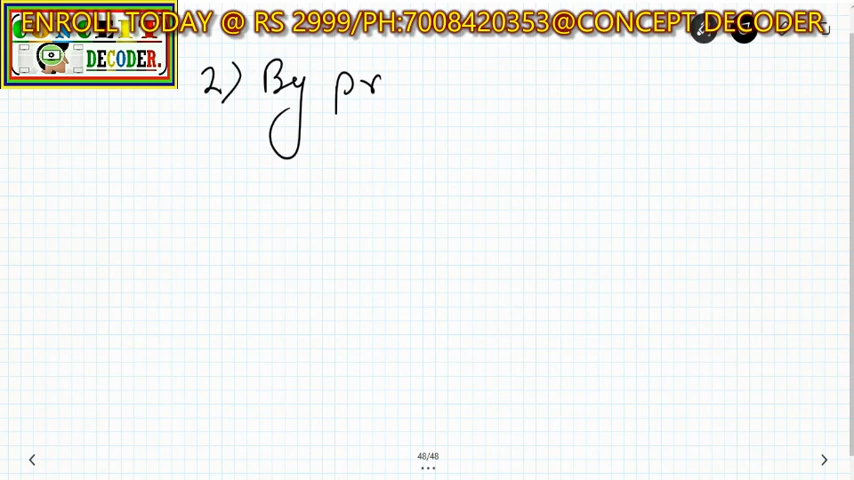 ENROLL TODAY @ RS 2999/PH:7008420353@CONCEPT DECODER.
DECODER.
2) By pr
48/48